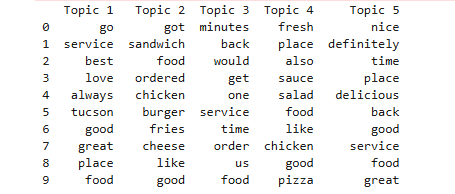 Topic 1 Topic 2 Topic 3 Topic 4 Topic 5
0 go got minutes fresh nice
1 service sandwich back place definitely
2 best food would also time
3 love ordered get sauce place
4 always chicken one salad delicious
5 tucson burger service food back
6 good fries time like good
7 great cheese order chicken service
8 place like us good food
9 food good food pizza great